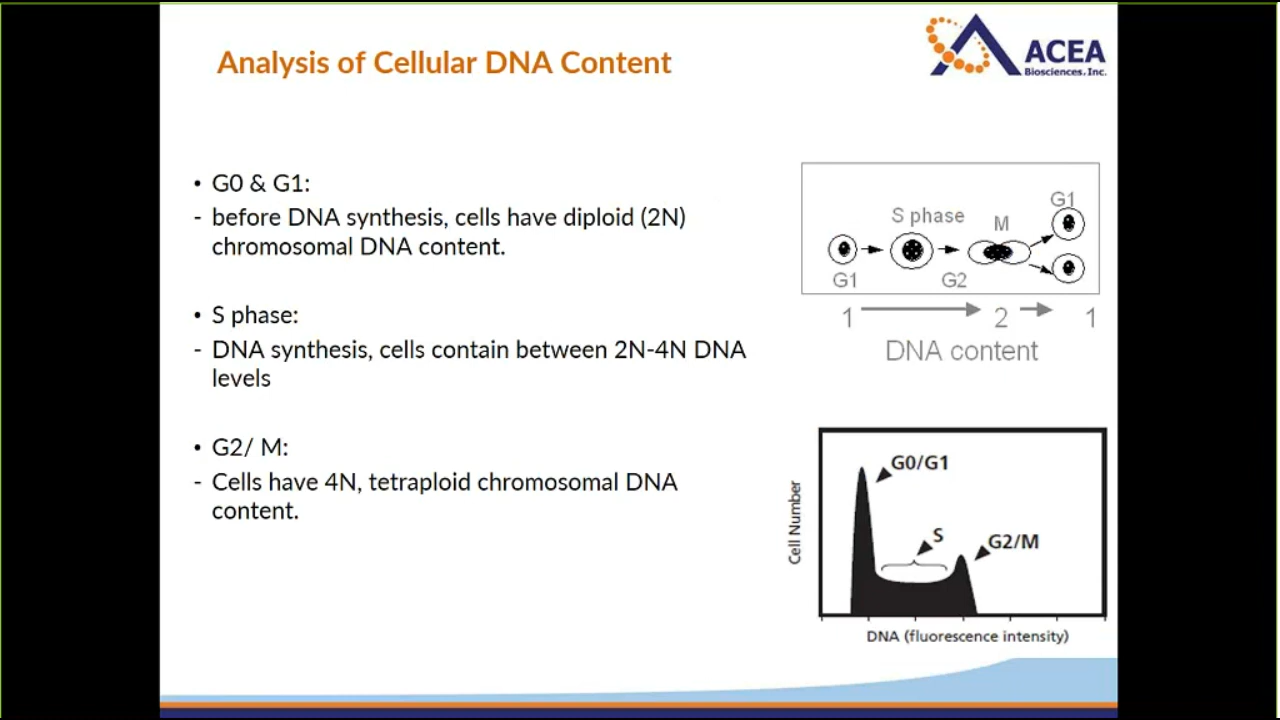 Analysis of Cellular DNA Content
ACEA
Biosciences, Inc.
• G0 & G1:
- before DNA synthesis, cells have diploid (2N)
chromosomal DNA content.
• S phase:
- DNA synthesis, cells contain between 2N-4N DNA
levels
• G2/ M:
- Cells have 4N, tetraploid chromosomal DNA
content.
G1
S phase
M
G1
G2
1 2 1
DNA content
G0/G1
S
G2/M
Cell Number
DNA (fluorescence intensity)